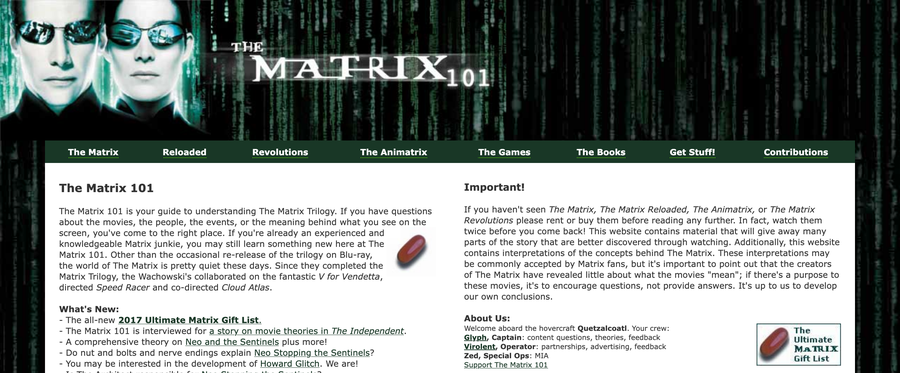 THE
MATRIX 101
The Matrix Reloaded Revolutions The Animatrix The Games The Books Get Stuff! Contributions
The Matrix 101
The Matrix 101 is your guide to understanding The Matrix Trilogy. If you have questions
about the movies, the people, the events, or the meaning behind what you see on the
screen, you've come to the right place. If you're already an experienced and
knowledgeable Matrix junkie, you may still learn something new here at The
Matrix 101. Other than the occasional re-release of the trilogy on Blu-ray,
the world of The Matrix is pretty quiet these days. Since they completed the
Matrix Trilogy, the Wachowski's collaborated on the fantastic V for Vendetta,
directed Speed Racer and co-directed Cloud Atlas.
What's New:
- The all-new 2017 Ultimate Matrix Gift List.
- The Matrix 101 is interviewed for a story on movie theories in The Independent.
- A comprehensive theory on Neo and the Sentinels plus more!
- Do nut and bolts and nerve endings explain Neo Stopping the Sentinels?
- You may be interested in the development of Howard Glitch. We are!
Important!
If you haven't seen The Matrix, The Matrix Reloaded, The Animatrix, or The Matrix
Revolutions please rent or buy them before reading any further. In fact, watch them
twice before you come back! This website contains material that will give away many
parts of the story that are better discovered through watching. Additionally, this website
contains interpretations of the concepts behind The Matrix. These interpretations may
be commonly accepted by Matrix fans, but it's important to point out that the creators
of The Matrix have revealed little about what the movies "mean"; if there's a purpose to
these movies, it's to encourage questions, not provide answers. It's up to us to develop
our own conclusions.
About Us:
Welcome aboard the hovercraft Quetzalcoatl. Your crew:
Glyph, Captain: content questions, theories, feedback
Virolent, Operator: partnerships, advertising, feedback
Zed, Special Ops: MIA
Support The Matrix 101
The
Ultimate
MATRIX
Gift List